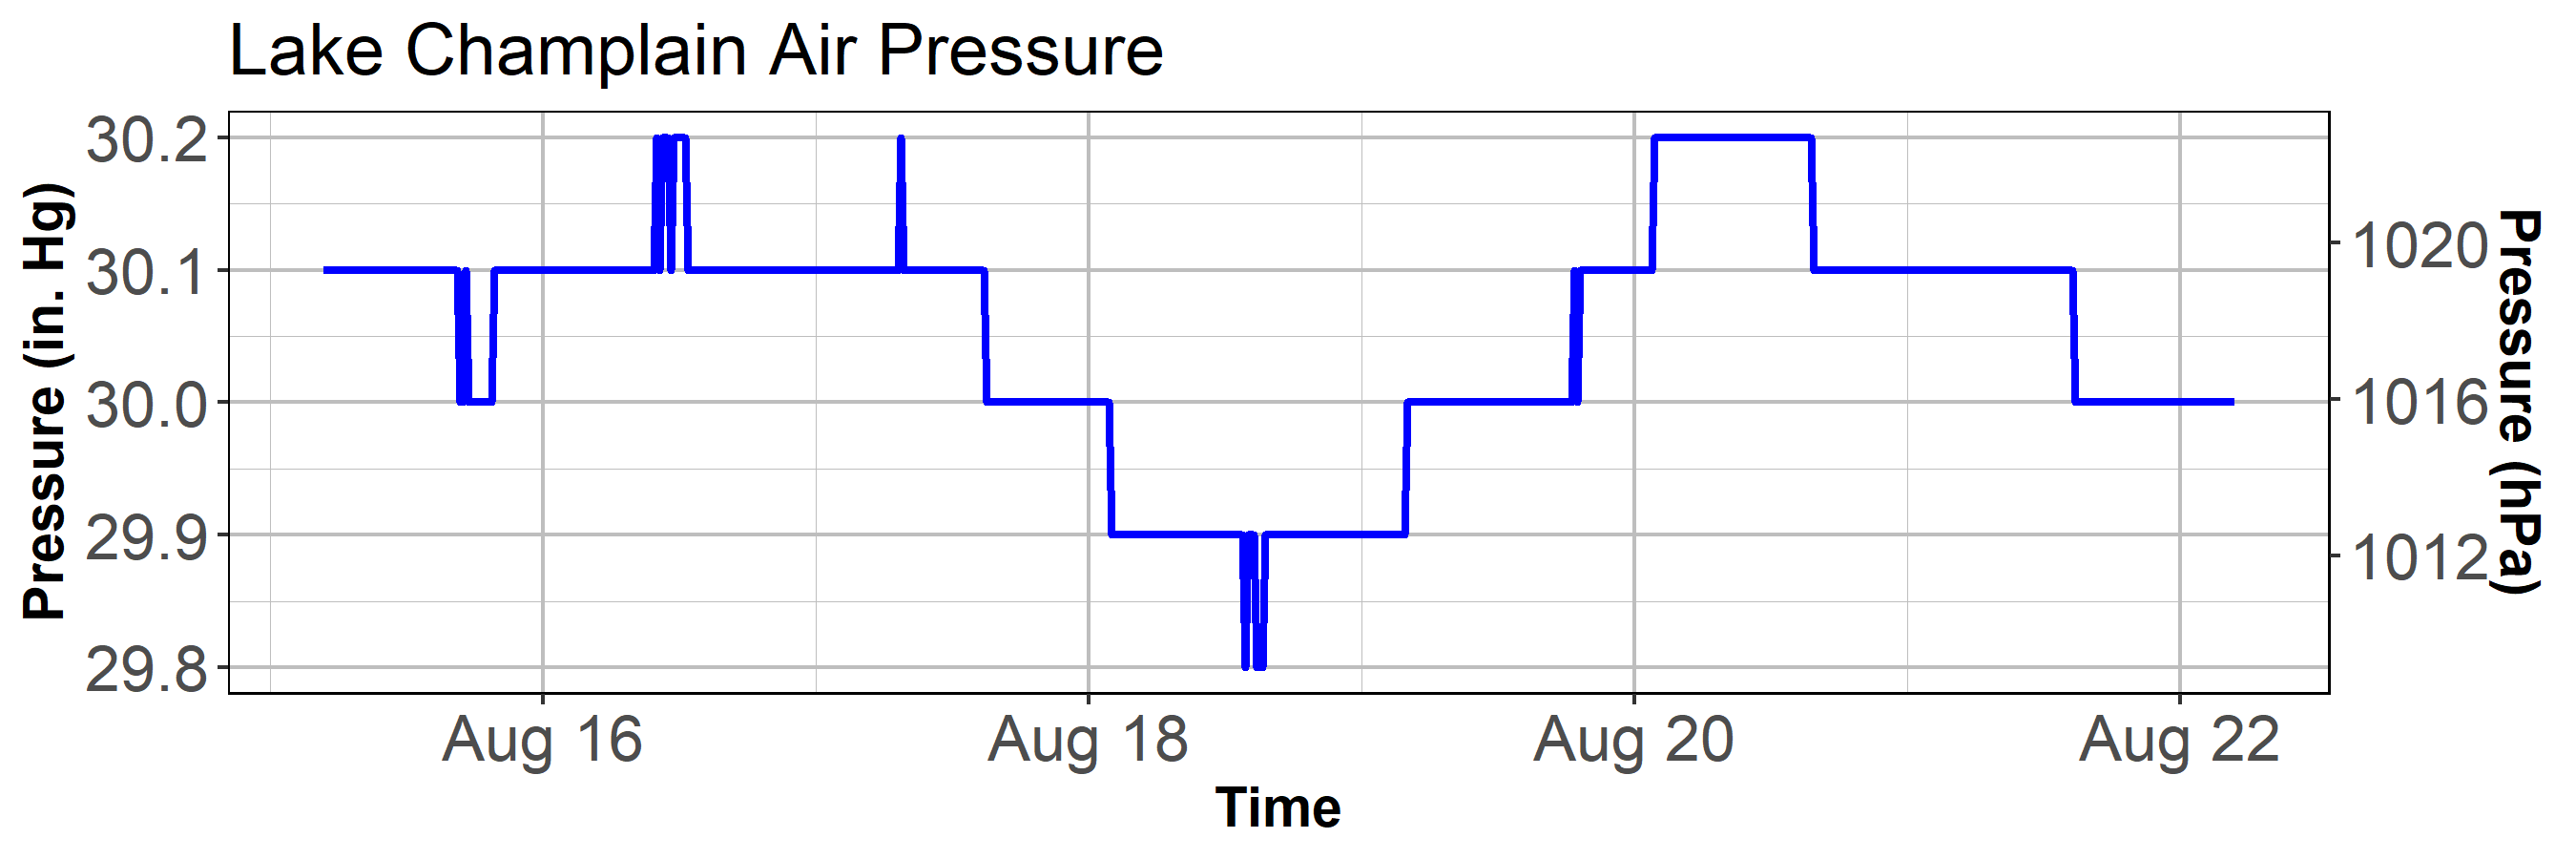 Lake Champlain Air Pressure
Pressure (in. Hg)
30.2
30.1
30.0
29.9
29.8
1020
1016
1012
Pressure (hPa)
Aug 16 Aug 18 Aug 20 Aug 22
Time